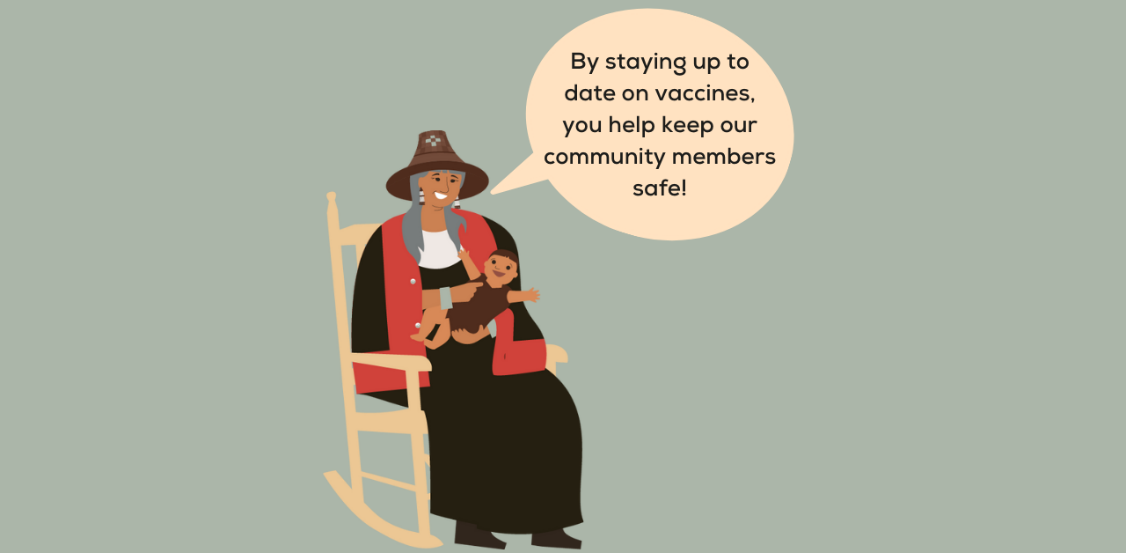 By staying up to
date on vaccines,
you help keep our
community members
safe!